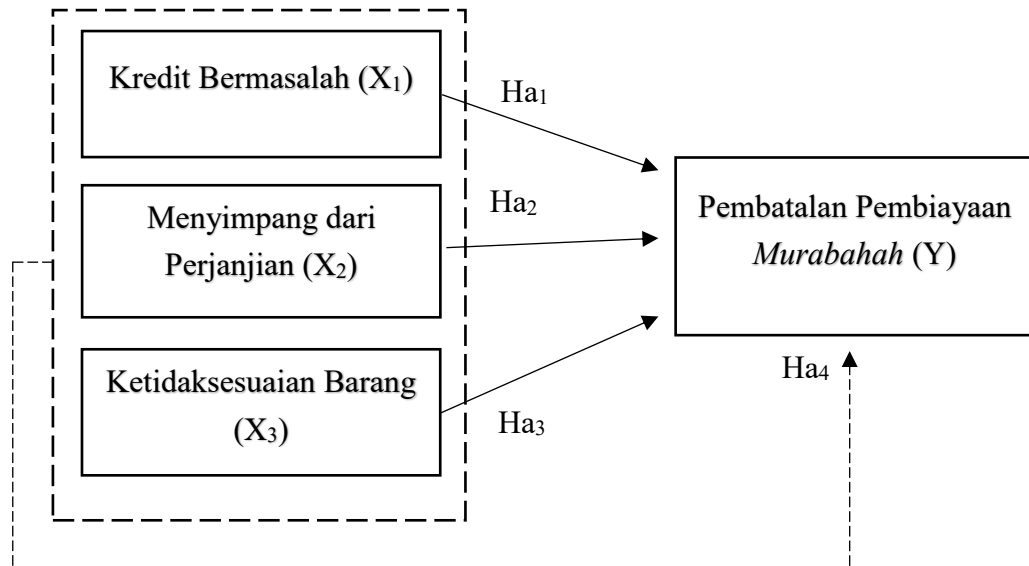 Kredit Bermasalah (X₁)
Ha₁
Menyimpang dari
Perjanjian (X₂)
Ha₂
Ketidaksesuaian Barang
(X₃)
Ha₃
Pembatalan Pembiayaan
Murabahah (Y)
Ha₄